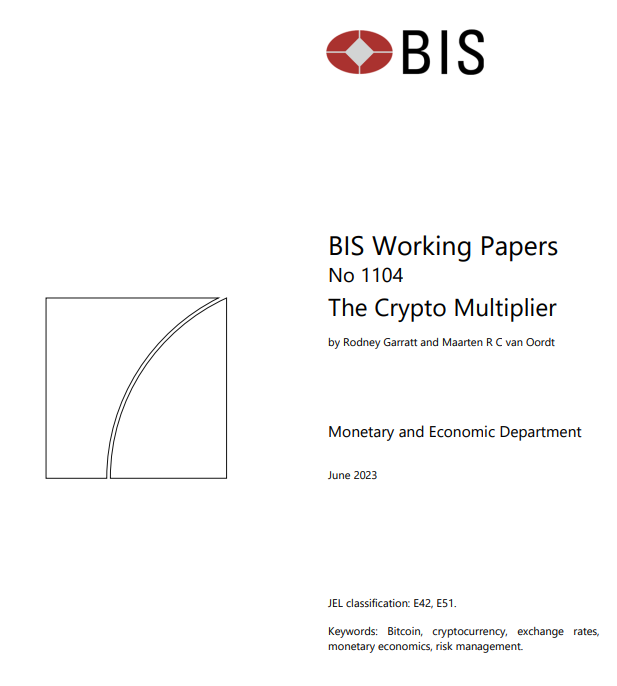 BIS
BIS Working Papers
No 1104
The Crypto Multiplier
by Rodney Garratt and Maarten R C van Oordt
Monetary and Economic Department
June 2023
JEL classification: E42, E51.
Keywords: Bitcoin, cryptocurrency, exchange rates,
monetary economics, risk management.